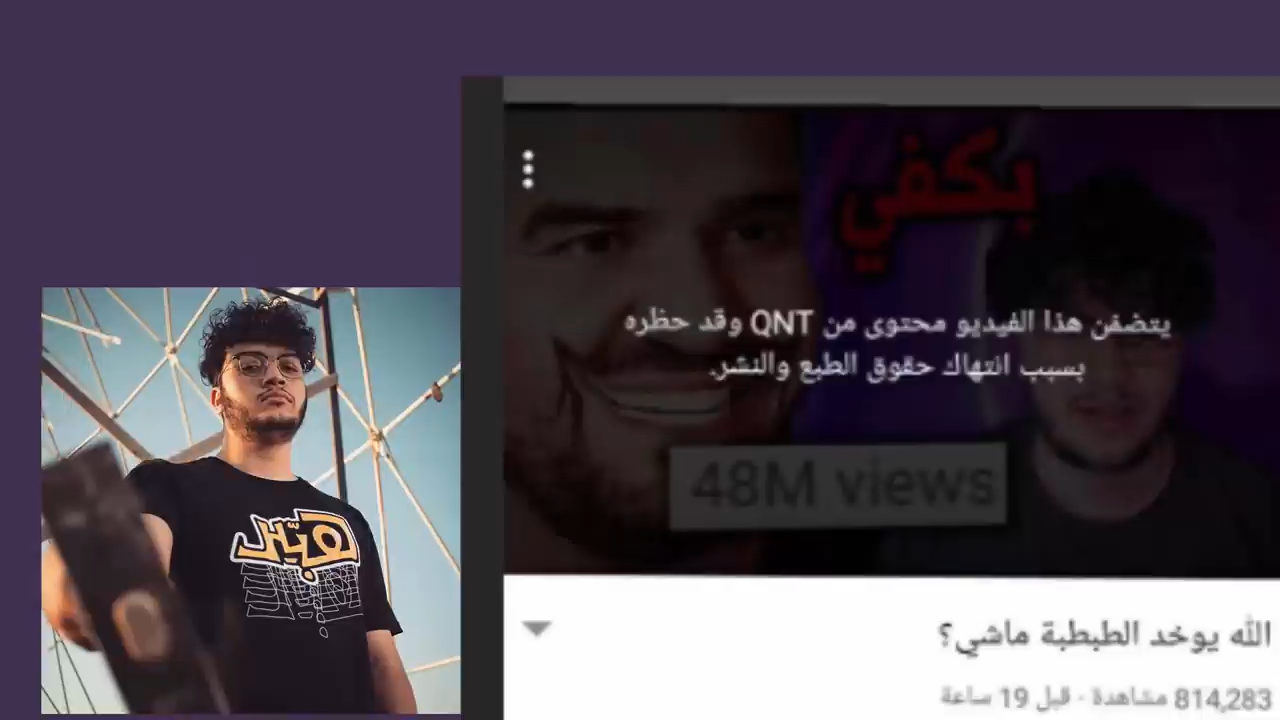 بكفي
يتضمّن هذا الفيديو محتوى من QNT وقد حظره
بسبب انتهاك حقوق الطبع والنشر.
48M views
الله يوخد الطبطبة ماشي؟
814,283 مشاهدة · قبل 19 ساعة